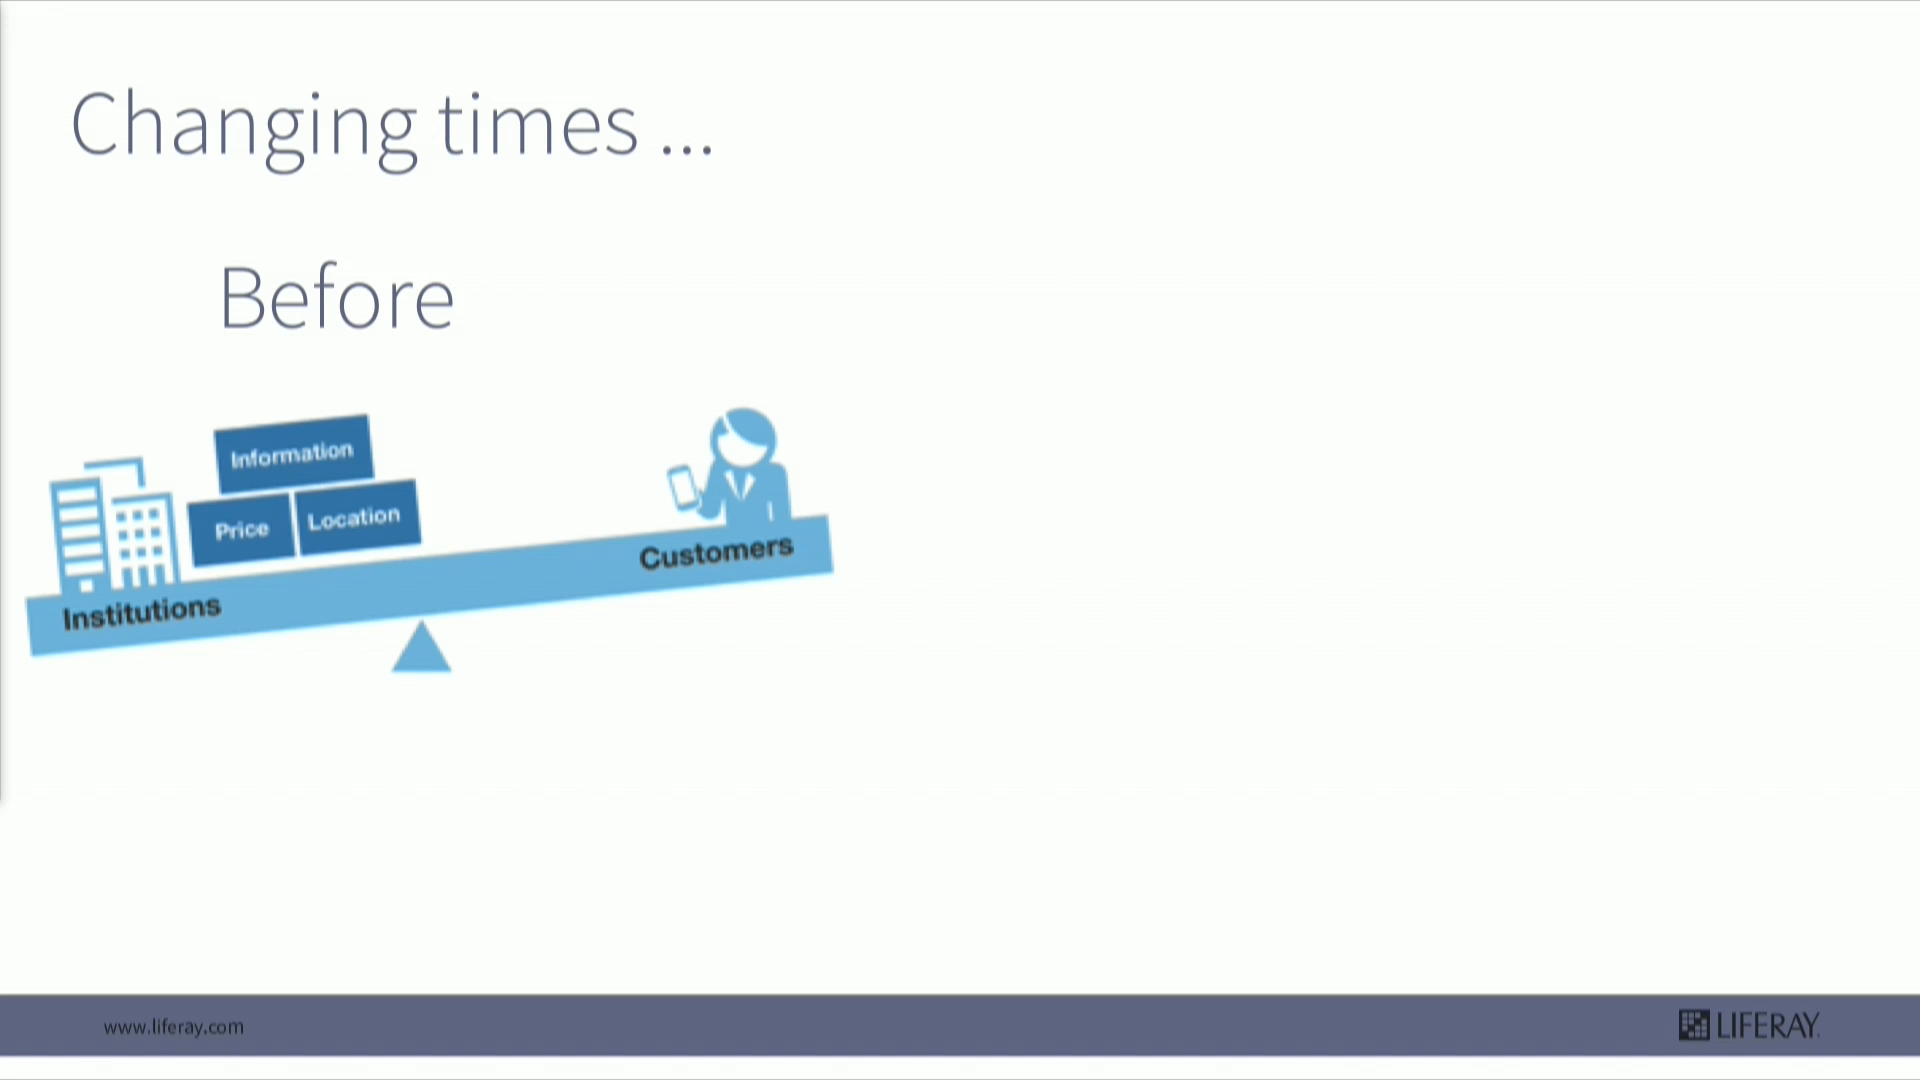 Changing times ...
Before
Information
Price
Location
Customers
Institutions
www.liferay.com
LIFERAY